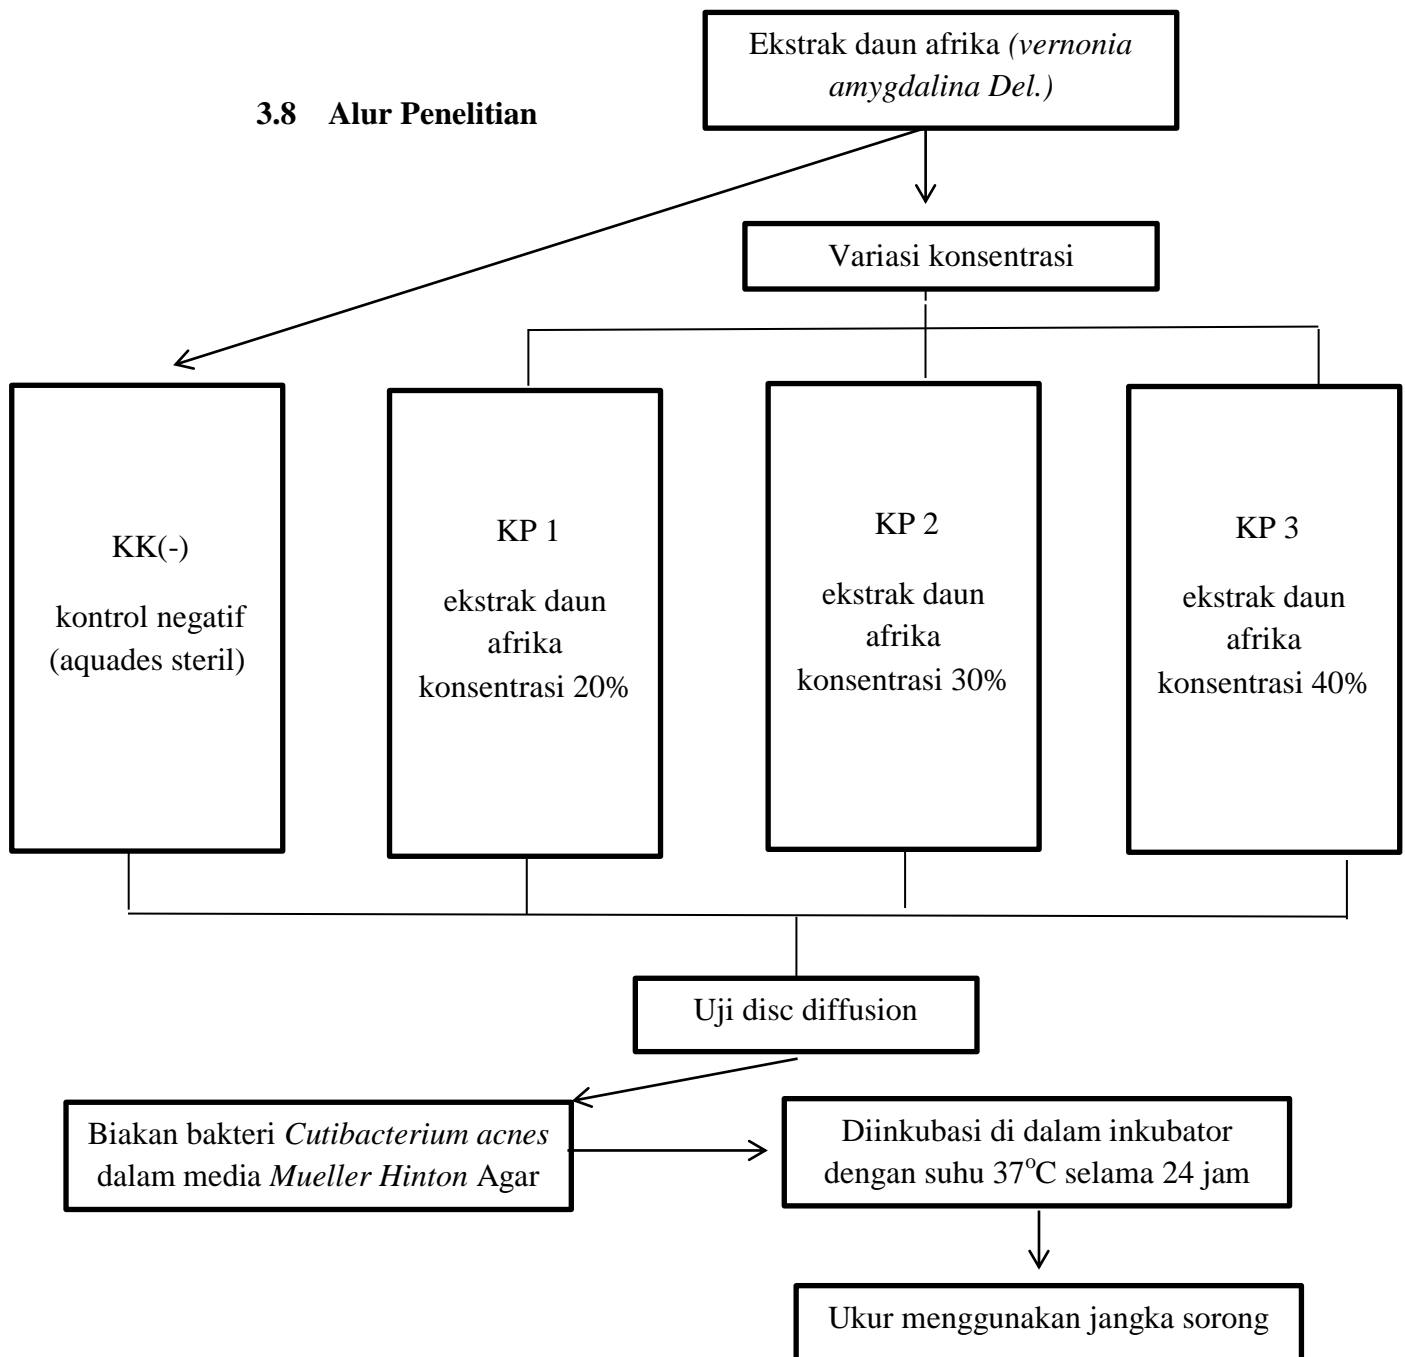 Ekstrak daun afrika (vernonia
amygdalina Del.)
3.8 Alur Penelitian
Variasi konsentrasi
KK(-)
kontrol negatif
(aquades steril)
KP 1
ekstrak daun
afrika
konsentrasi 20%
KP 2
ekstrak daun
afrika
konsentrasi 30%
KP 3
ekstrak daun
afrika
konsentrasi 40%
Uji disc diffusion
Biakan bakteri Cutibacterium acnes
dalam media Mueller Hinton Agar
Diinkubasi di dalam inkubator
dengan suhu 37°C selama 24 jam
Ukur menggunakan jangka sorong